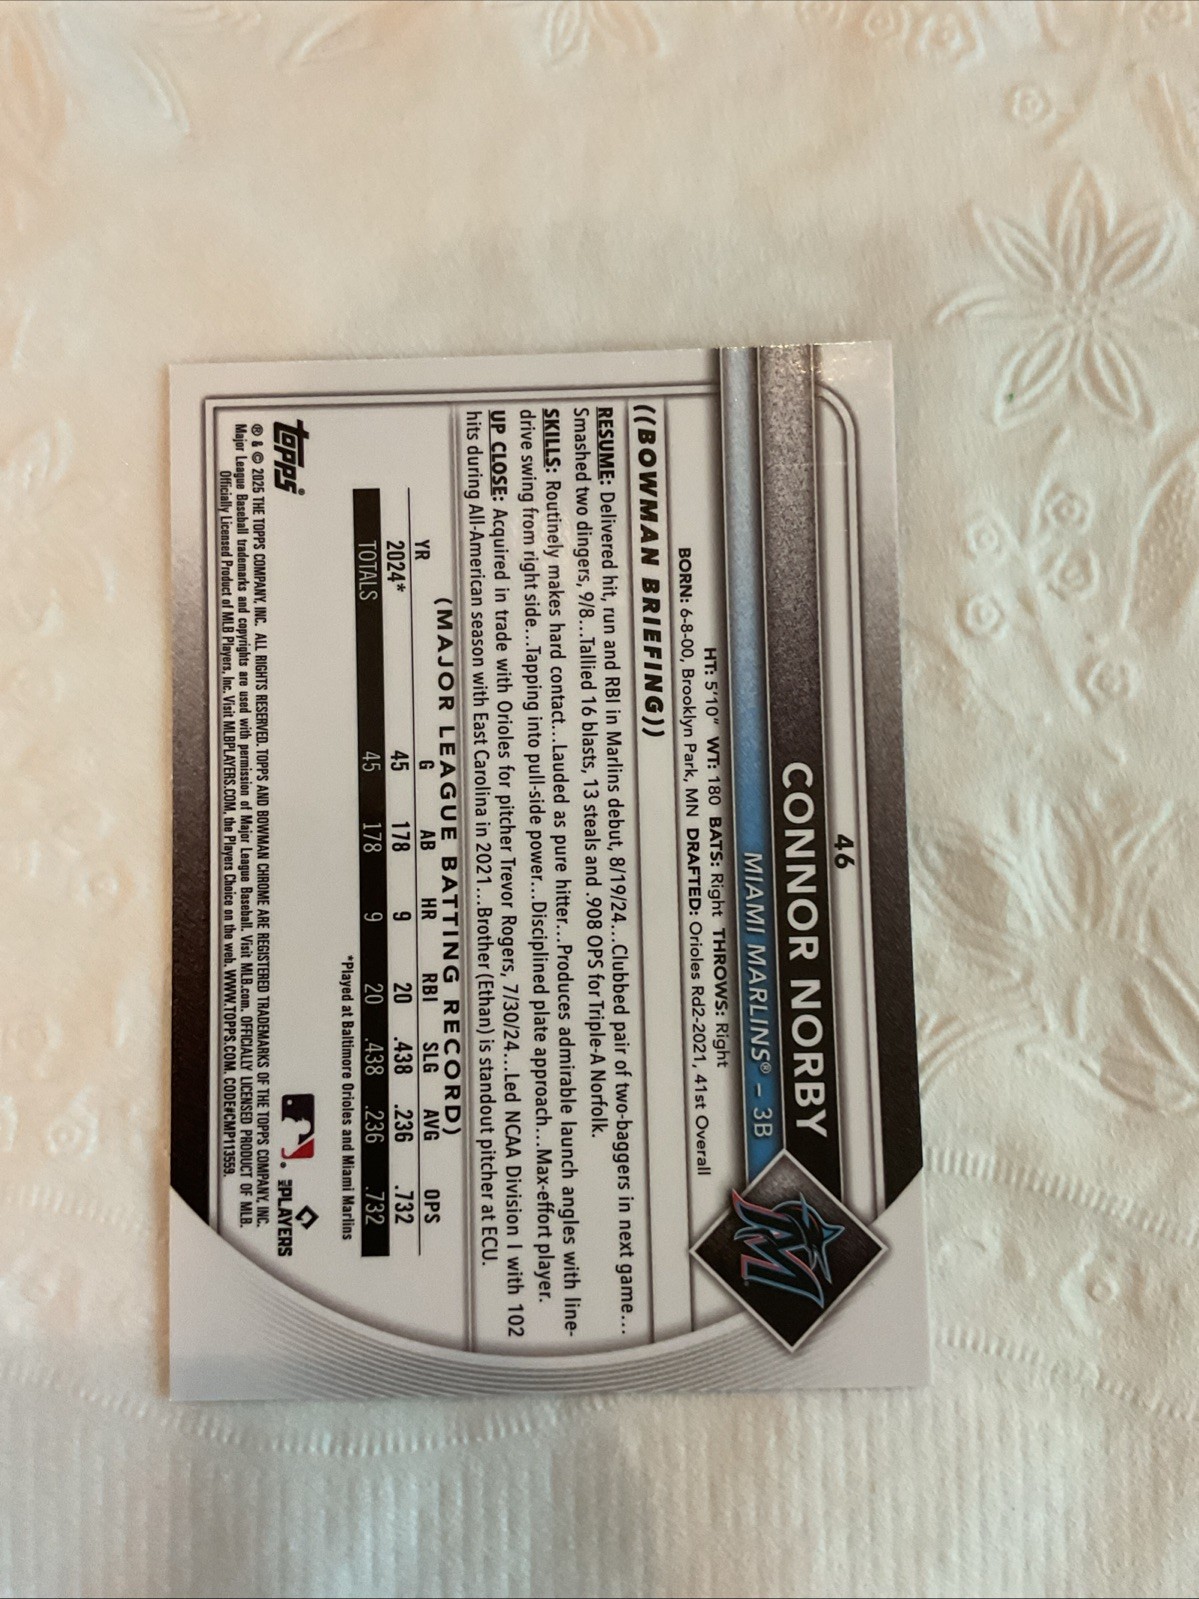 46
CONNOR NORBY
MIAMI MARLINS® – 3B
HT: 5'10" WT: 180 BATS: Right THROWS: Right
BORN: 6-8-00, Brooklyn Park, MN DRAFTED: Orioles Rd2-2021, 41st Overall
((BOWMAN BRIEFING))
RESUME: Delivered hit, run and RBI in Marlins debut, 8/19/24...Clubbed pair of two-baggers in next game...
Smashed two dingers, 9/8...Tallied 16 blasts, 13 steals and .908 OPS for Triple-A Norfolk.
SKILLS: Routinely makes hard contact...Lauded as pure hitter...Produces admirable launch angles with line-
drive swing from right side...Tapping into pull-side power...Disciplined plate approach...Max-effort player.
UP CLOSE: Acquired in trade with Orioles for pitcher Trevor Rogers, 7/30/24...Led NCAA Division I with 102
hits during All-American season with East Carolina in 2021...Brother (Ethan) is standout pitcher at ECU.
(MAJOR LEAGUE BATTING RECORD)
YR G AB HR RBI SLG AVG OPS
2024* 45 178 9 20 .438 .236 .732
TOTALS 45 178 9 20 .438 .236 .732
*Played at Baltimore Orioles and Miami Marlins
topps®
MLB PLAYERS
® & © 2025 THE TOPPS COMPANY, INC. ALL RIGHTS RESERVED. TOPPS AND BOWMAN CHROME ARE REGISTERED TRADEMARKS OF THE TOPPS COMPANY, INC.
Major League Baseball trademarks and copyrights are used with permission of Major League Baseball. Visit MLB.com. OFFICIALLY LICENSED PRODUCT OF MLB
Officially Licensed Product of MLB Players, Inc. Visit MLBPLAYERS.COM, the Players Choice on the web. WWW.TOPPS.COM. CODE#CMP113559.